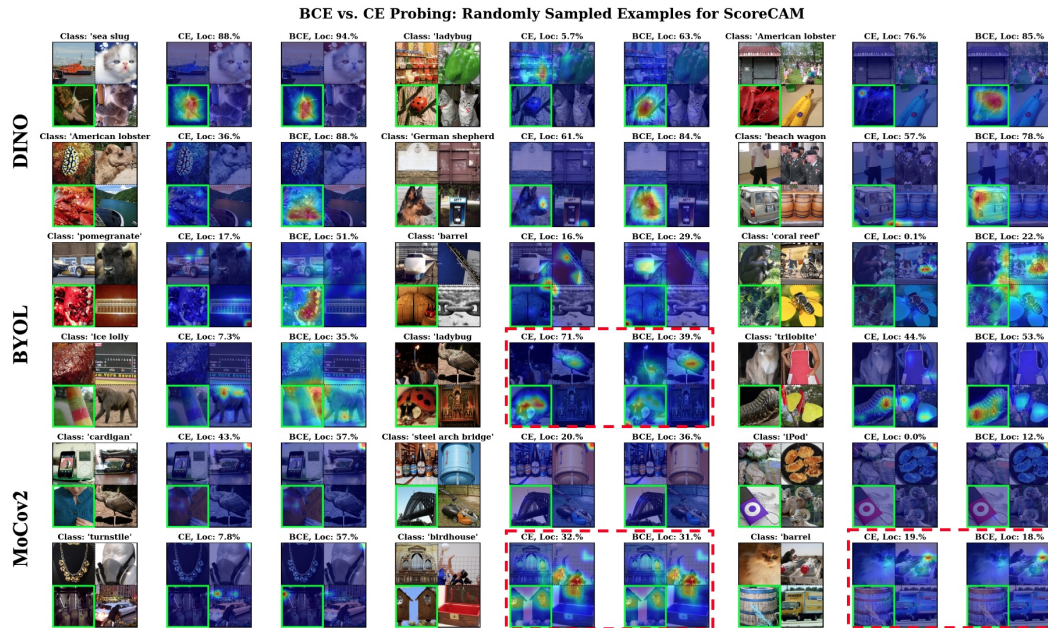 BCE vs. CE Probing: Randomly Sampled Examples for ScoreCAM
Class: 'sea slug CE, Loc: 88.% BCE, Loc: 94.% Class: 'ladybug CE, Loc: 5.7% BCE, Loc: 63.% Class: 'American lobster CE, Loc: 76.% BCE, Loc: 85.%
DINO
Class: 'American lobster CE, Loc: 36.% BCE, Loc: 88.% Class: 'German shepherd CE, Loc: 61.% BCE, Loc: 84.% Class: 'beach wagon CE, Loc: 57.% BCE, Loc: 78.%
Class: 'pomegranate' CE, Loc: 17.% BCE, Loc: 51.% Class: 'barrel CE, Loc: 16.% BCE, Loc: 29.% Class: 'coral reef' CE, Loc: 0.1% BCE, Loc: 22.%
BYOL
Class: 'ice lolly CE, Loc: 7.3% BCE, Loc: 35.% Class: 'ladybug CE, Loc: 71.% BCE, Loc: 39.% Class: 'trilobite' CE, Loc: 44.% BCE, Loc: 53.%
Class: 'cardigan' CE, Loc: 43.% BCE, Loc: 57.% Class: 'steel arch bridge' CE, Loc: 20.% BCE, Loc: 36.% Class: 'iPod' CE, Loc: 0.0% BCE, Loc: 12.%
MoCov2
Class: 'turnstile' CE, Loc: 7.8% BCE, Loc: 57.% Class: 'birdhouse' CE, Loc: 32.% BCE, Loc: 31.% Class: 'barrel CE, Loc: 19.% BCE, Loc: 18.%